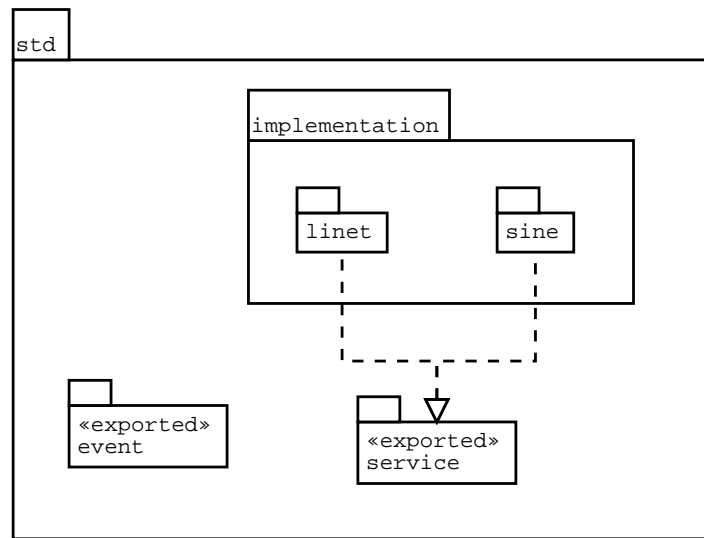 std
implementation
linet
sine
«exported»
event
«exported»
service